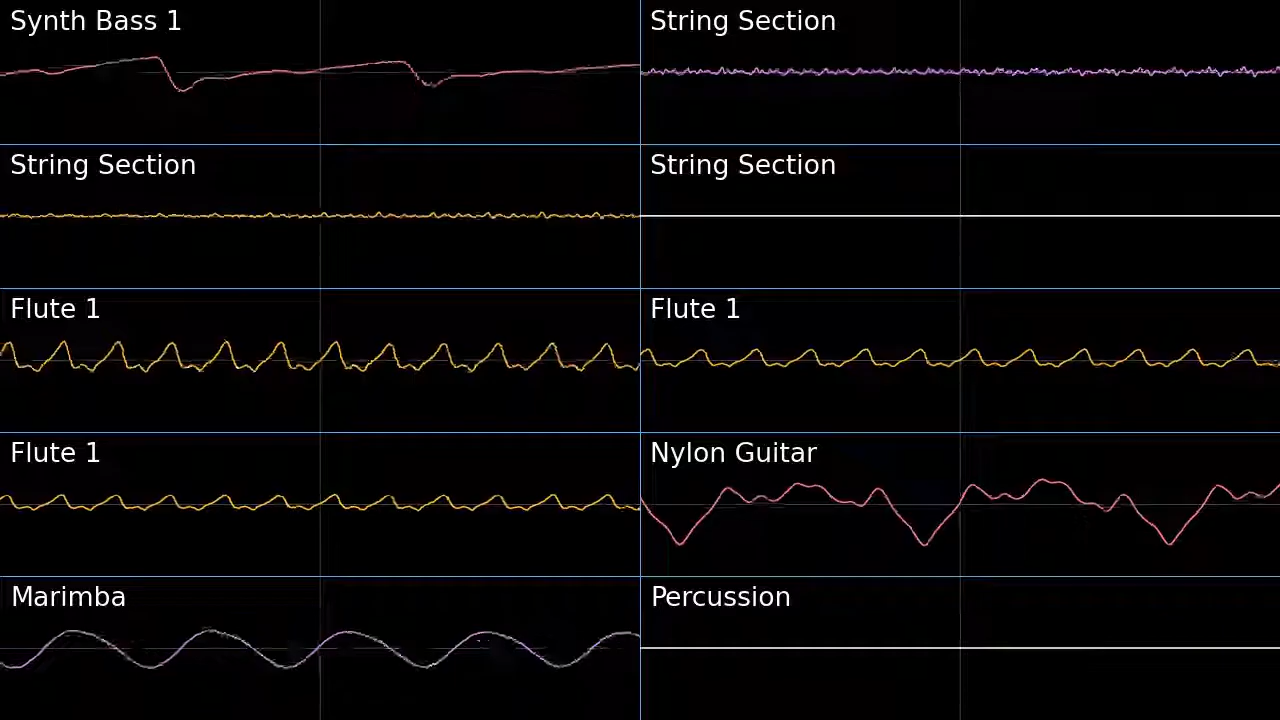 Synth Bass 1
String Section
String Section
String Section
Flute 1
Flute 1
Flute 1
Nylon Guitar
Marimba
Percussion